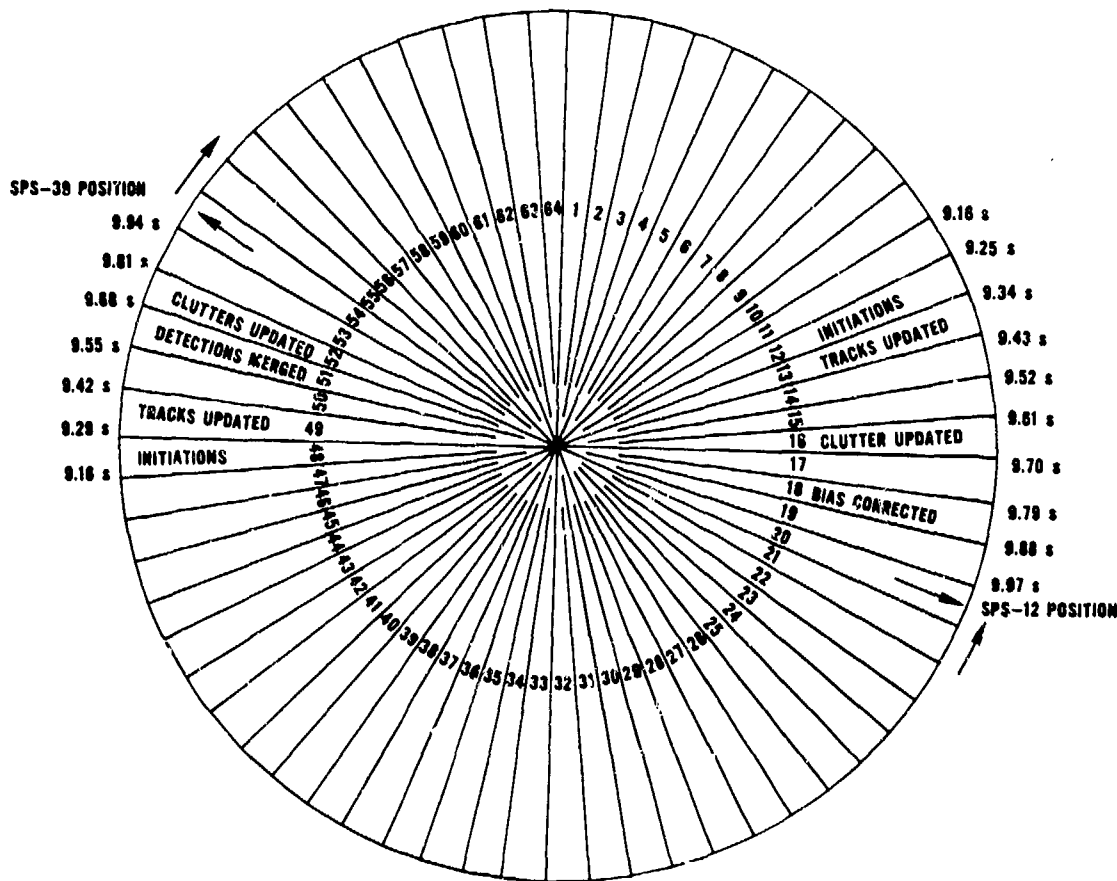 SPS-39 POSITION
9.94 s
9.81 s
9.68 s
9.55 s
9.42 s
9.29 s
9.16 s
CLUTTERS UPDATED
DETECTIONS MERGED
TRACKS UPDATED
INITIATIONS
1
2
3
4
5
6
7
8
9
10
11
12
13
14
15
16
17
18
19
20
21
22
23
24
25
26
27
28
29
30
31
32
33
34
35
36
37
38
39
40
41
42
43
44
45
46
47
48
49
50
51
52
53
54
55
56
57
58
59
60
61
62
63
64
INITIATIONS
TRACKS UPDATED
CLUTTER UPDATED
BIAS CORRECTED
9.16 s
9.25 s
9.34 s
9.43 s
9.52 s
9.61 s
9.70 s
9.79 s
9.88 s
9.97 s
SPS-12 POSITION